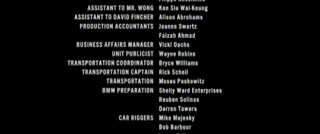 ASSISTANT TO MR. WONG Ken Siu Wai-Keung
ASSISTANT TO DAVID FINCHER Alison Abrohams
PRODUCTION ACCOUNTANTS Joanne Swartz
Faizah Ahmad
BUSINESS AFFAIRS MANAGER Vicki Oachs
UNIT PUBLICIST Wayne Robins
TRANSPORTATION COORDINATOR Bryce Williams
TRANSPORTATION CAPTAIN Rick Scheil
TRANSPORTATION Moses Paskowitz
BMW PREPARATION Shelly Ward Enterprises
Reuben Salinas
Darren Towers
CAR RIGGERS Mike Majesky
Bob Barbour